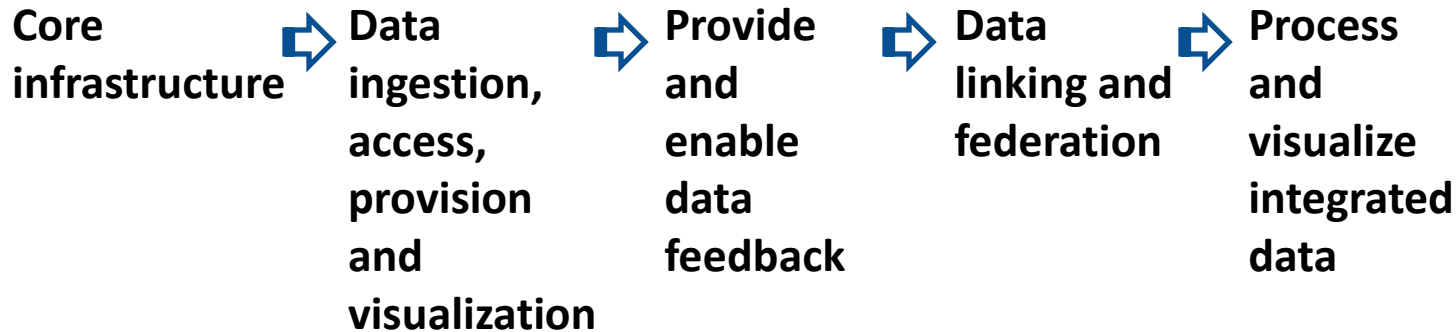 Core
infrastructure
Data
ingestion,
access,
provision
and
visualization
Provide
and
enable
data
feedback
Data
linking and
federation
Process
and
visualize
integrated
data